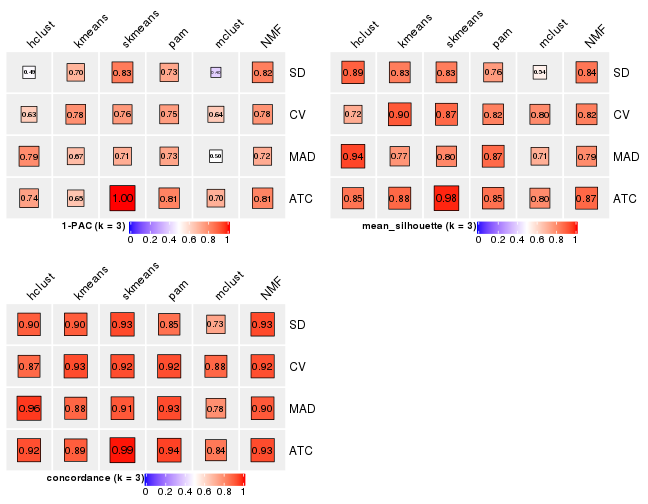 hclust kmeans skmeans pam mclust NMF
0.49 0.70 0.83 0.73 0.82 SD
0.63 0.78 0.76 0.75 0.64 0.78 CV
0.79 0.67 0.71 0.73 0.50 0.72 MAD
0.74 0.81 0.70 0.81 1.00 ATC
1-PAC (k = 3)
0 0.2 0.4 0.6 0.8 1
hclust kmeans skmeans pam mclust NMF
0.89 0.83 0.83 0.76 0.54 0.84 SD
0.72 0.90 0.87 0.82 0.80 0.82 CV
0.94 0.77 0.80 0.87 0.71 0.79 MAD
0.85 0.88 0.98 0.85 0.80 0.87 ATC
mean_silhouette (k = 3)
0 0.2 0.4 0.6 0.8 1
hclust kmeans skmeans pam mclust NMF
0.90 0.90 0.93 0.85 0.73 0.93 SD
0.87 0.93 0.92 0.92 0.88 0.92 CV
0.96 0.88 0.91 0.93 0.78 0.90 MAD
0.92 0.89 0.99 0.94 0.84 0.93 ATC
concordance (k = 3)
0 0.2 0.4 0.6 0.8 1